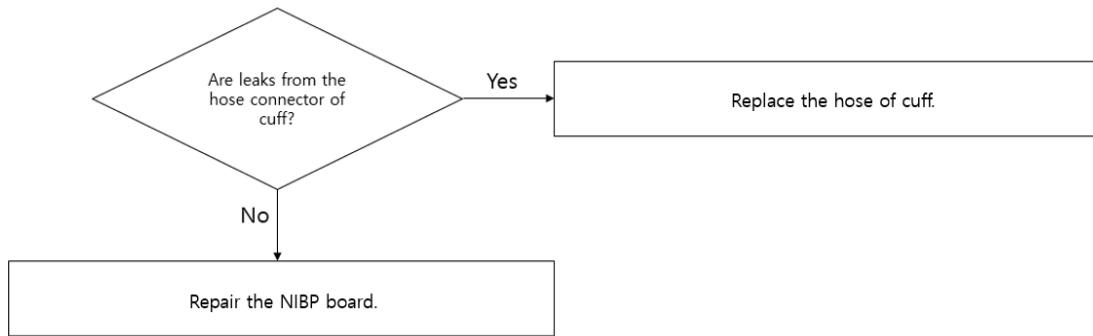 Are leaks from the
hose connector of
cuff?
Yes
Replace the hose of cuff.
No
Repair the NIBP board.